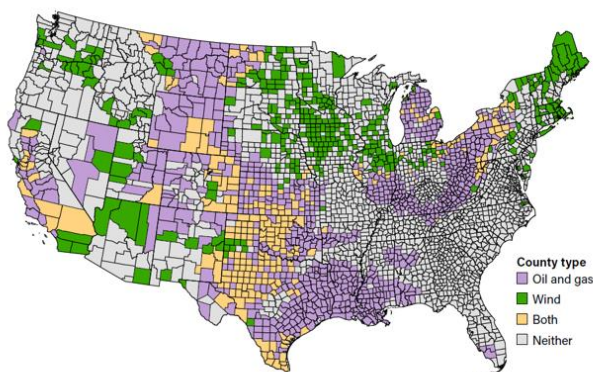 County type
Oil and gas
Wind
Both
Neither